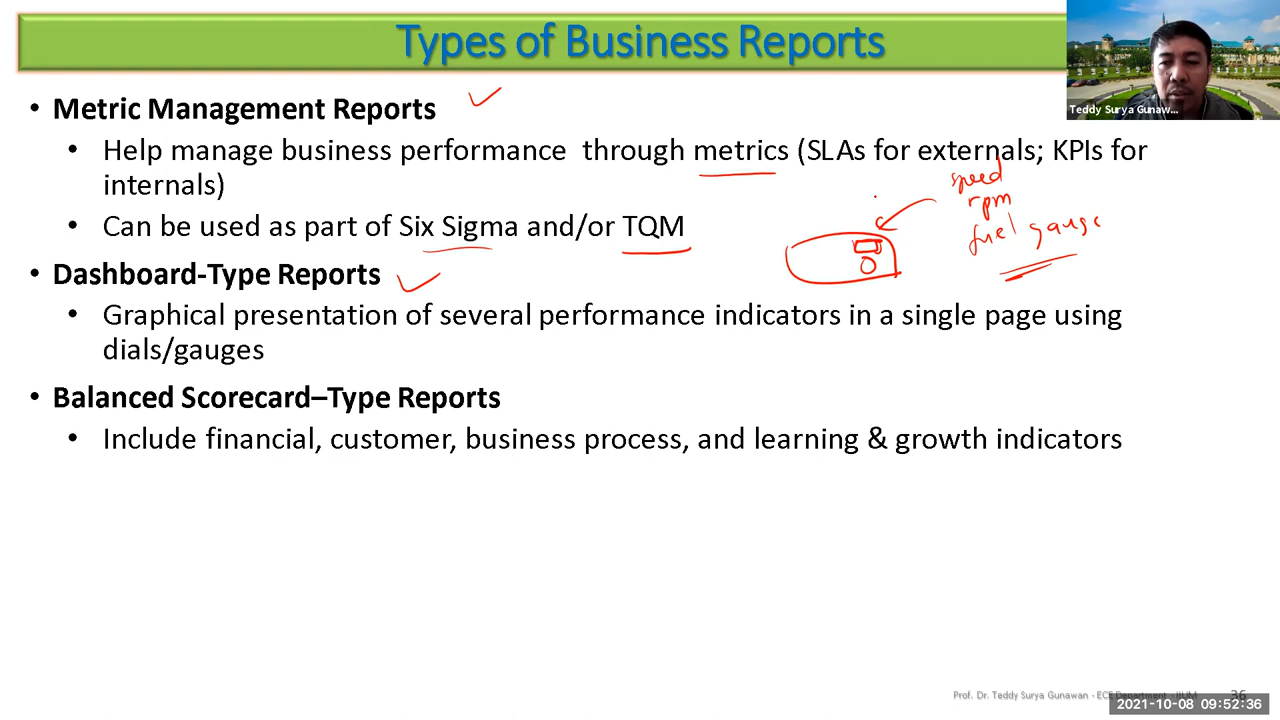 Types of Business Reports
Teddy Surya Gunaw...
• Metric Management Reports
• Help manage business performance through metrics (SLAs for externals; KPIs for
internals)
speed
rpm
fuel gauge
• Can be used as part of Six Sigma and/or TQM
• Dashboard-Type Reports
• Graphical presentation of several performance indicators in a single page using
dials/gauges
• Balanced Scorecard–Type Reports
• Include financial, customer, business process, and learning & growth indicators
Prof. Dr. Teddy Surya Gunawan - ECE Department - IIUM 36
2021-10-08 09:52:36